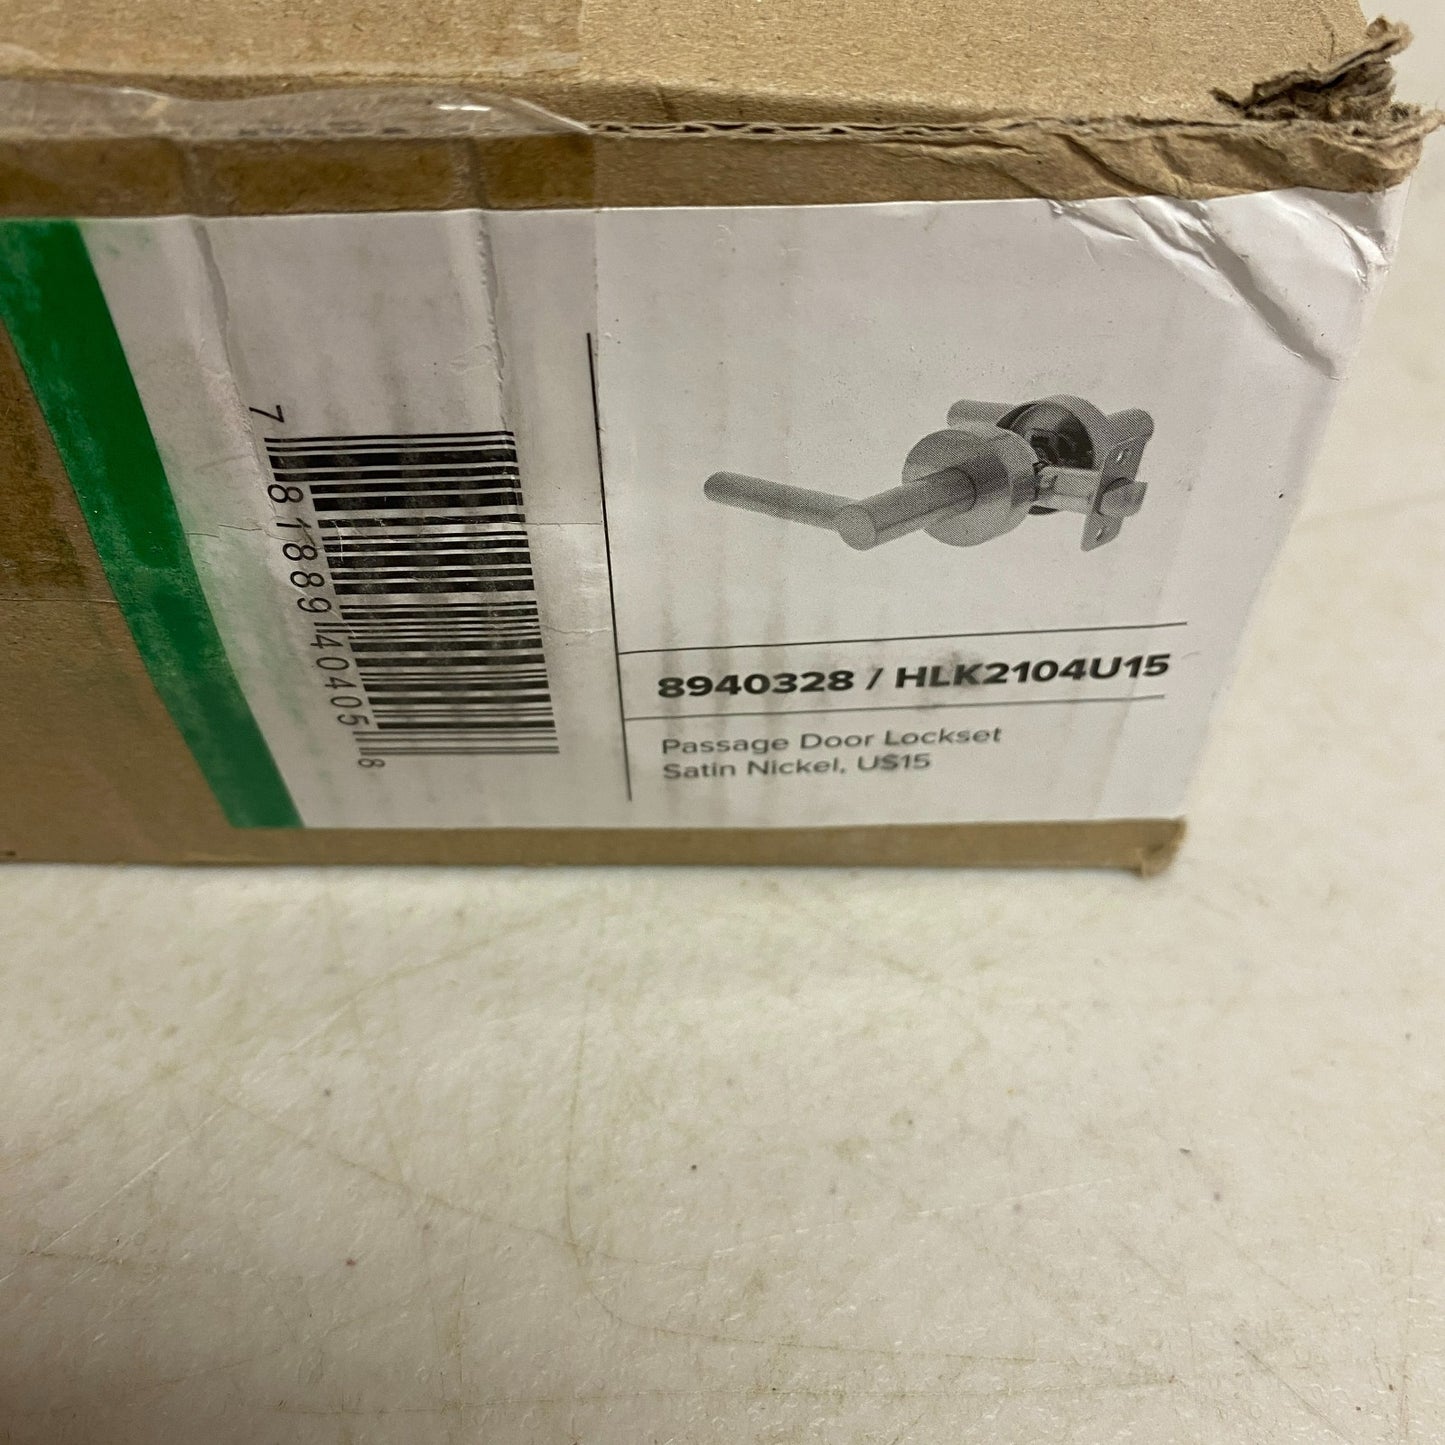 7 81889 40405 8
8940328 / HLK2104U15
Passage Door Lockset
Satin Nickel, US15